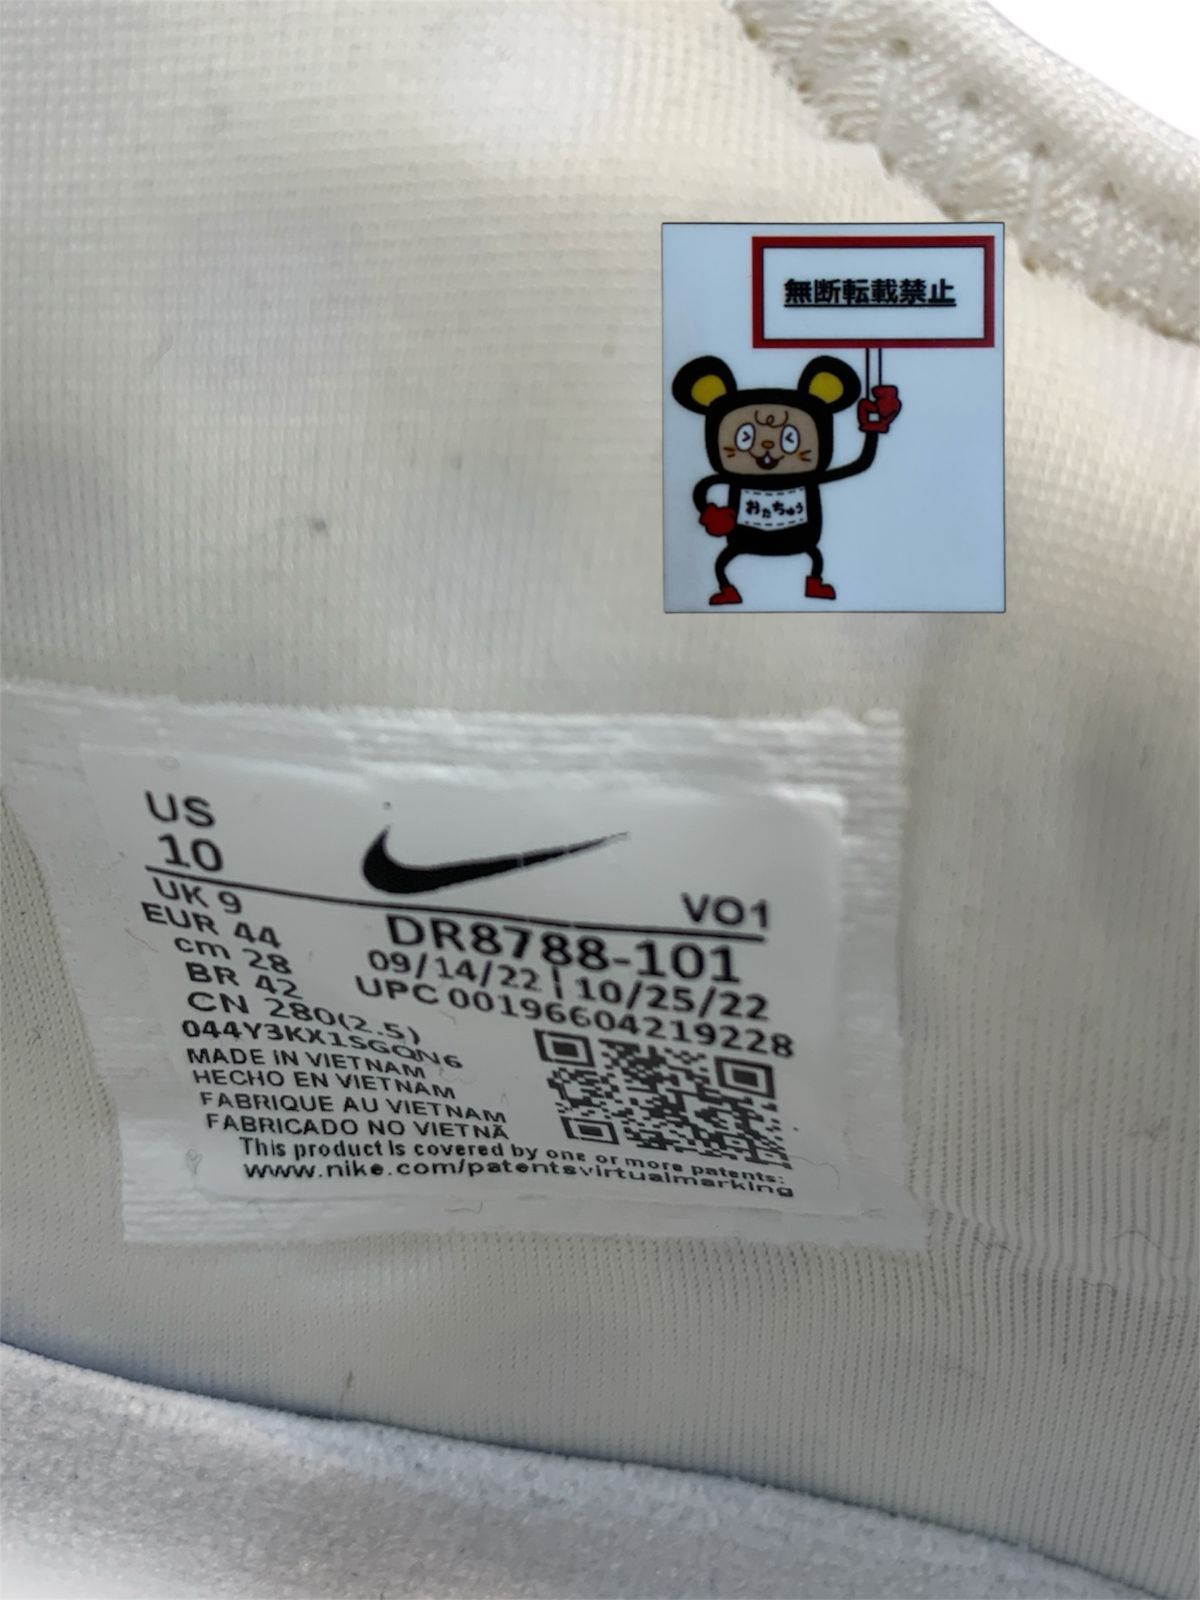 無断転載禁止
おたちゅう
US
10
UK 9
EUR 44
cm 28
BR 42
CN 280(2.5)
VO1
DR8788-101
09/14/22 | 10/25/22
UPC 00196604219228
044Y3KX1SGQN6
MADE IN VIETNAM
HECHO EN VIETNAM
FABRIQUE AU VIETNAM
FABRICADO NO VIETNÃ
This product is covered by one or more patents:
www.nike.com/patentsvirtualmarking